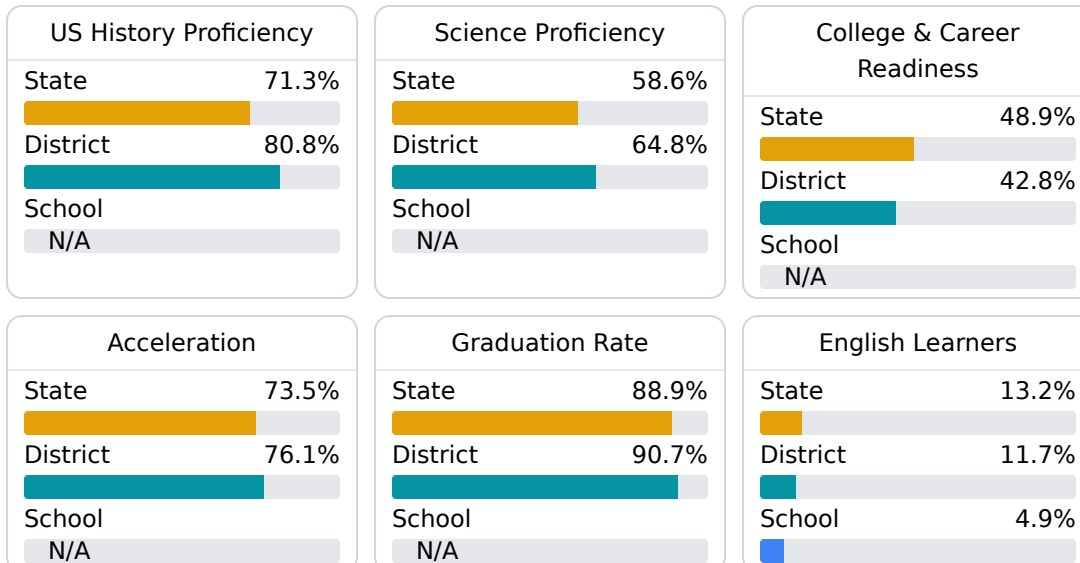 US History Proficiency
State 71.3%
District 80.8%
School
N/A
Science Proficiency
State 58.6%
District 64.8%
School
N/A
College & Career
Readiness
State 48.9%
District 42.8%
School
N/A
Acceleration
State 73.5%
District 76.1%
School
N/A
Graduation Rate
State 88.9%
District 90.7%
School
N/A
English Learners
State 13.2%
District 11.7%
School 4.9%